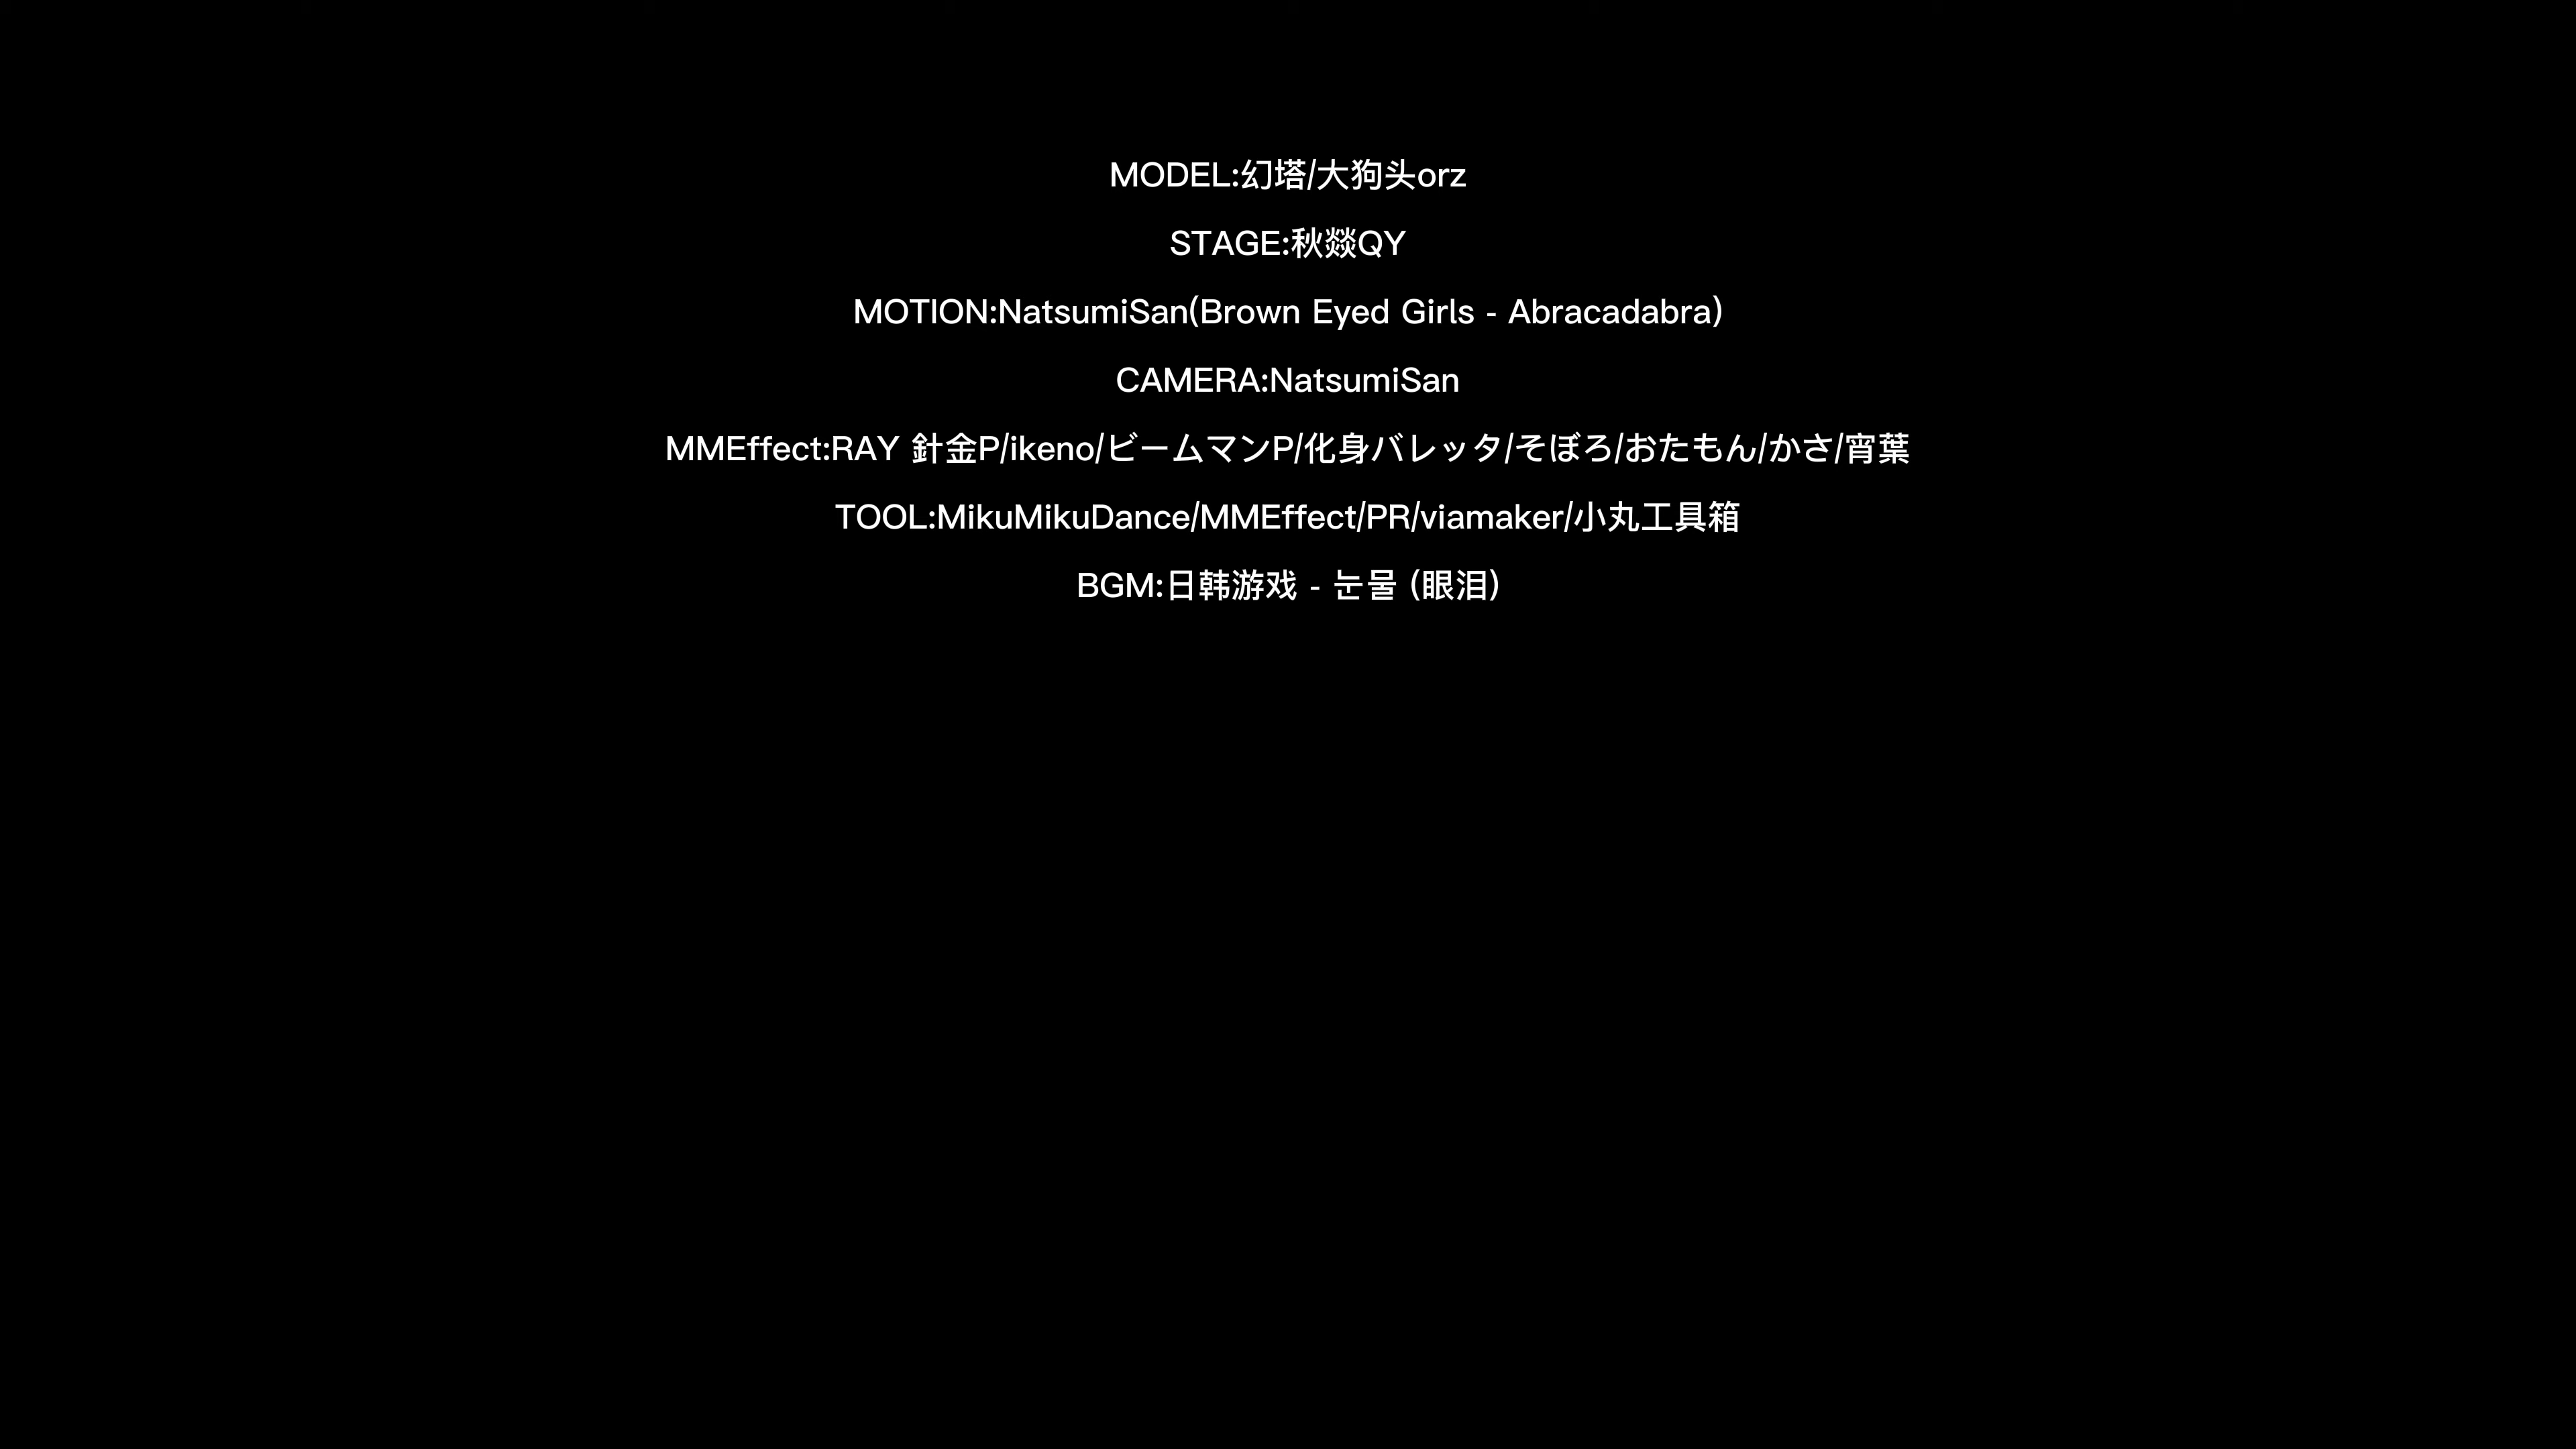 MODEL:幻塔/大狗头orz
STAGE:秋燚QY
MOTION:NatsumiSan(Brown Eyed Girls - Abracadabra)
CAMERA:NatsumiSan
MMEffect:RAY 針金P/ikeno/ビームマンP/化身バレッタ/そぼろ/おたもん/かさ/宵葉
TOOL:MikuMikuDance/MMEffect/PR/viamaker/小丸工具箱
BGM:日韩游戏 - 눈물 (眼泪)